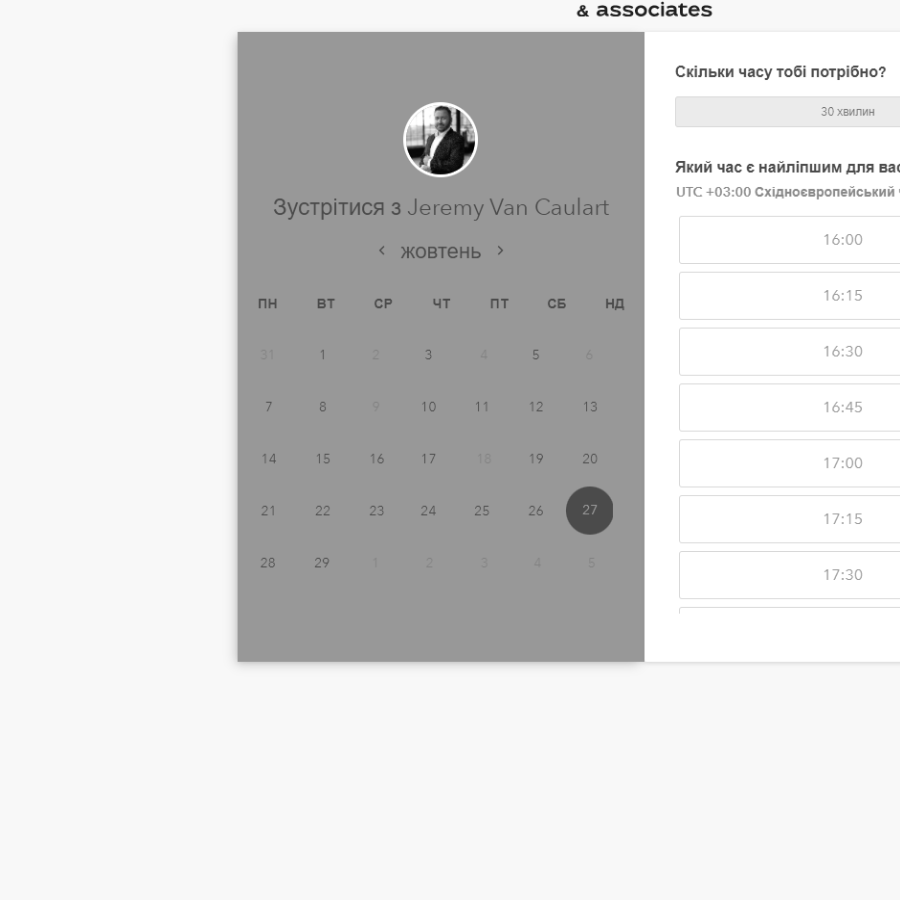 & associates
Зустрітися з Jeremy Van Caulart
жовтень
ПН ВТ СР ЧТ ПТ СБ НД
31 1 2 3 4 5 6
7 8 9 10 11 12 13
14 15 16 17 18 19 20
21 22 23 24 25 26 27
28 29 1 2 3 4 5
Скільки часу тобі потрібно?
30 хвилин
Який час є найліпшим для
UTC +03:00 Східноєвропейський
16:00
16:15
16:30
16:45
17:00
17:15
17:30